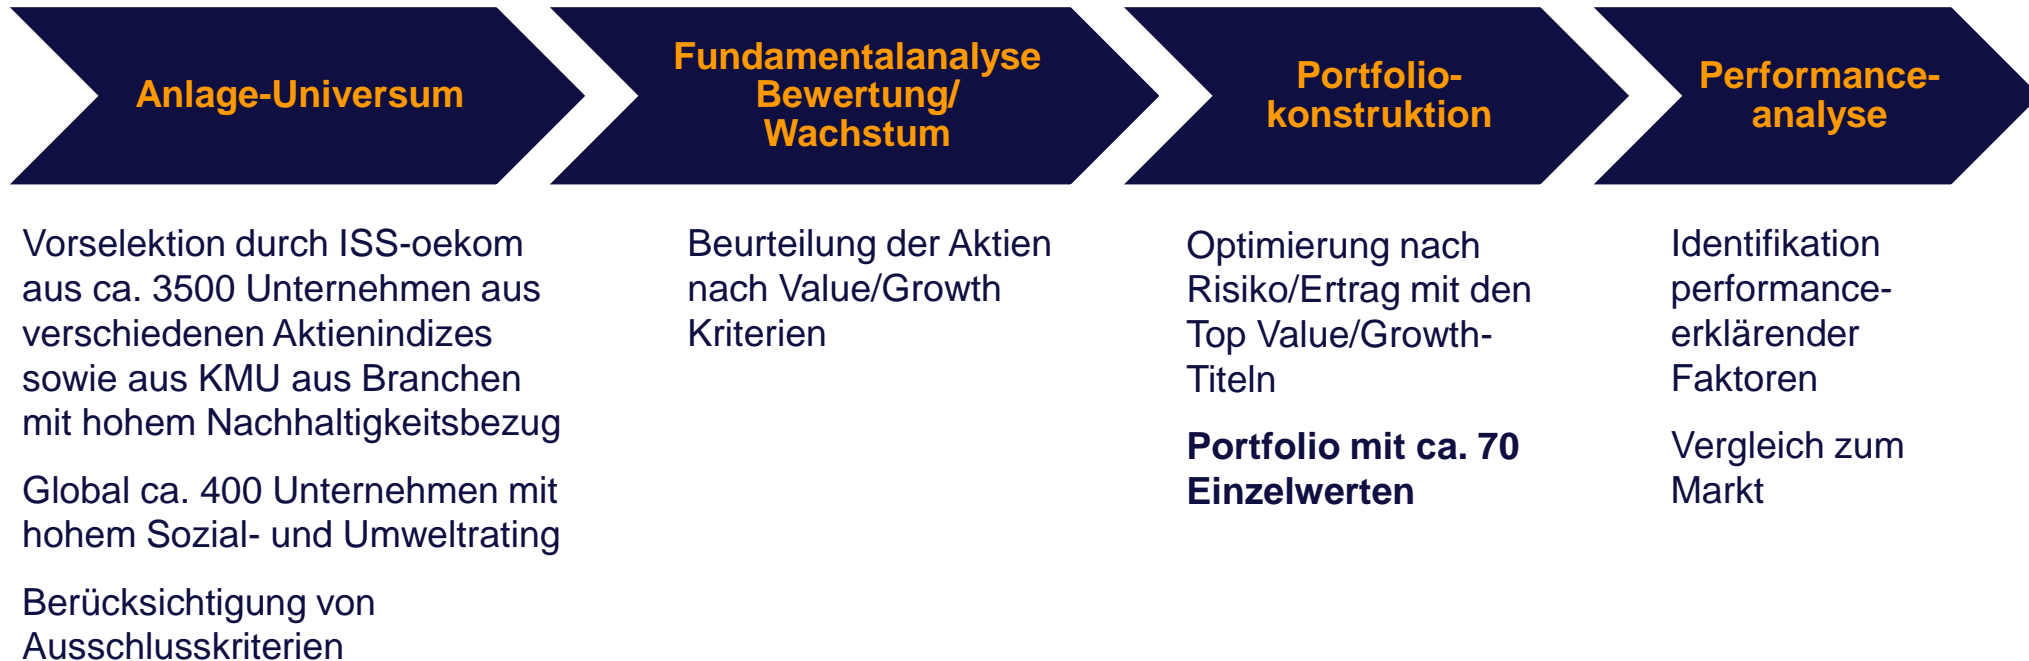 Anlage-Universum
Fundamentalanalyse
Bewertung/
Wachstum
Portfolio-
konstruktion
Performance-
analyse
Vorselektion durch ISS-oekom
aus ca. 3500 Unternehmen aus
verschiedenen Aktienindizes
sowie aus KMU aus Branchen
mit hohem Nachhaltigkeitsbezug
Global ca. 400 Unternehmen mit
hohem Sozial- und Umweltrating
Berücksichtigung von
Ausschlusskriterien
Beurteilung der Aktien
nach Value/Growth
Kriterien
Optimierung nach
Risiko/Ertrag mit den
Top Value/Growth-
Titeln
Portfolio mit ca. 70
Einzelwerten
Identifikation
performance-
erklärender
Faktoren
Vergleich zum
Markt